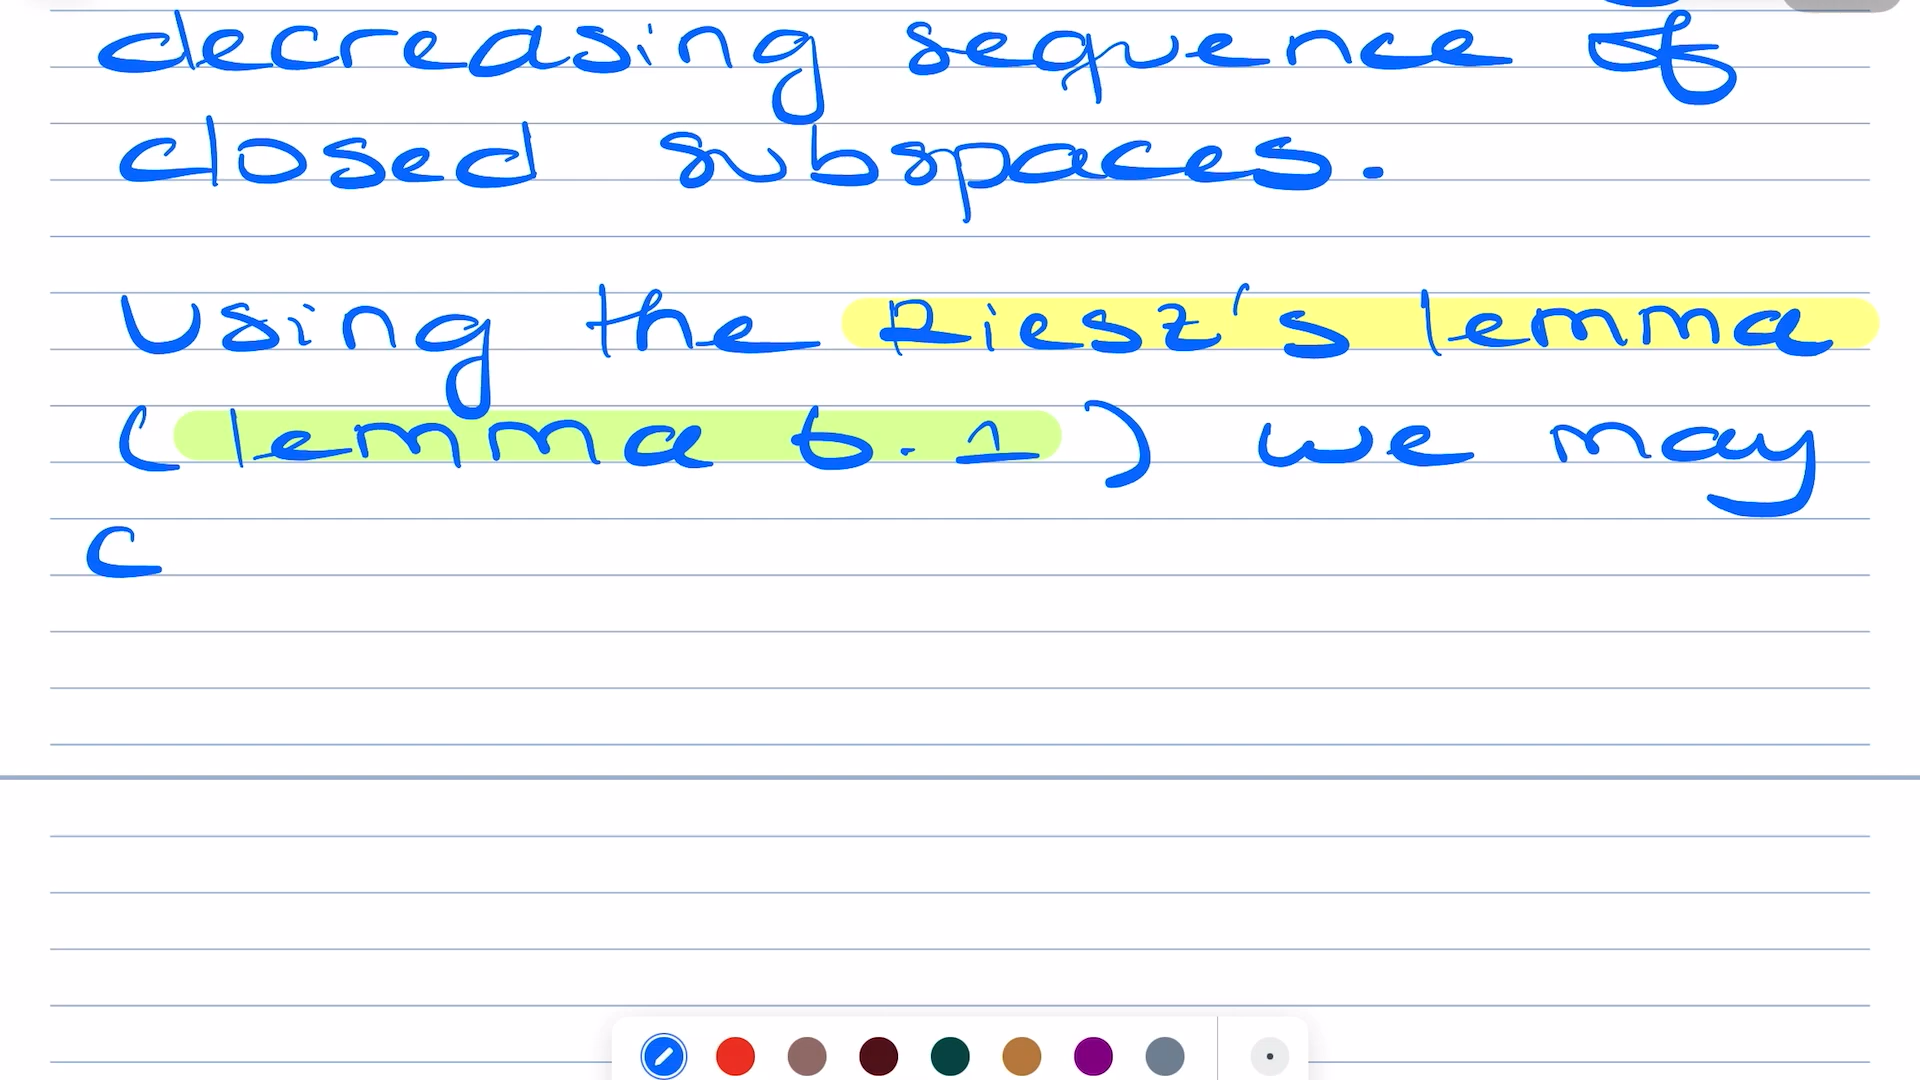 decreasing sequence of
closed subspaces.
Using the Riesz's lemma
(lemma 6.1) we may
c